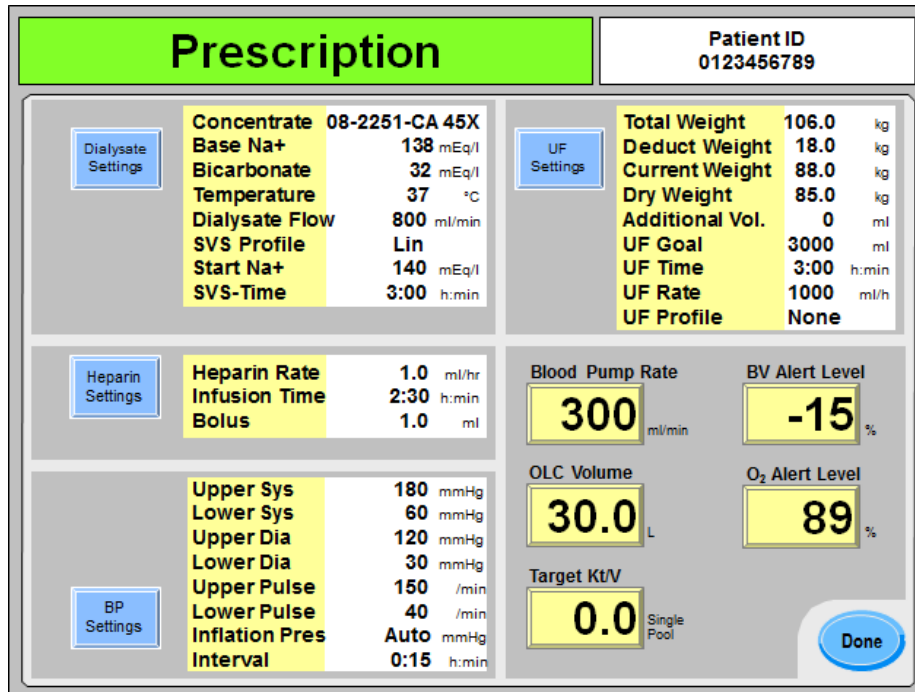 Prescription
Patient ID
0123456789
Dialysate
Settings
Concentrate 08-2251-CA 45X
Base Na+ 138 mEq/l
Bicarbonate 32 mEq/l
Temperature 37 °C
Dialysate Flow 800 ml/min
SVS Profile Lin
Start Na+ 140 mEq/l
SVS-Time 3:00 h:min
UF
Settings
Total Weight 106.0 kg
Deduct Weight 18.0 kg
Current Weight 88.0 kg
Dry Weight 85.0 kg
Additional Vol. 0 ml
UF Goal 3000 ml
UF Time 3:00 h:min
UF Rate 1000 ml/h
UF Profile None
Heparin
Settings
Heparin Rate 1.0 ml/hr
Infusion Time 2:30 h:min
Bolus 1.0 ml
BP
Settings
Upper Sys 180 mmHg
Lower Sys 60 mmHg
Upper Dia 120 mmHg
Lower Dia 30 mmHg
Upper Pulse 150 /min
Lower Pulse 40 /min
Inflation Pres Auto mmHg
Interval 0:15 h:min
Blood Pump Rate
300 ml/min
BV Alert Level
-15 %
OLC Volume
30.0 L
O₂ Alert Level
89 %
Target Kt/V
0.0 Single
Pool
Done